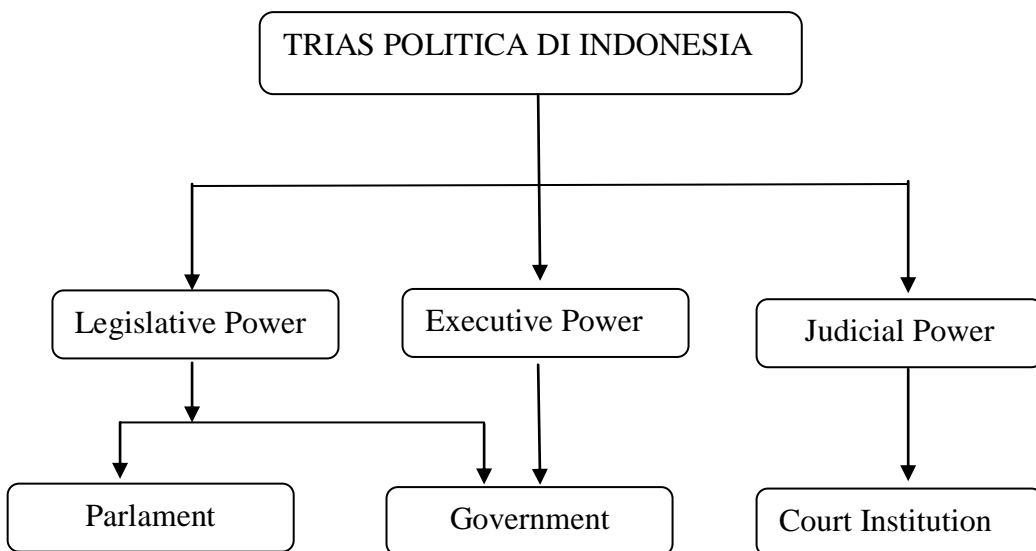 TRIAS POLITICA DI INDONESIA
Legislative Power
Executive Power
Judicial Power
Parlament
Government
Court Institution